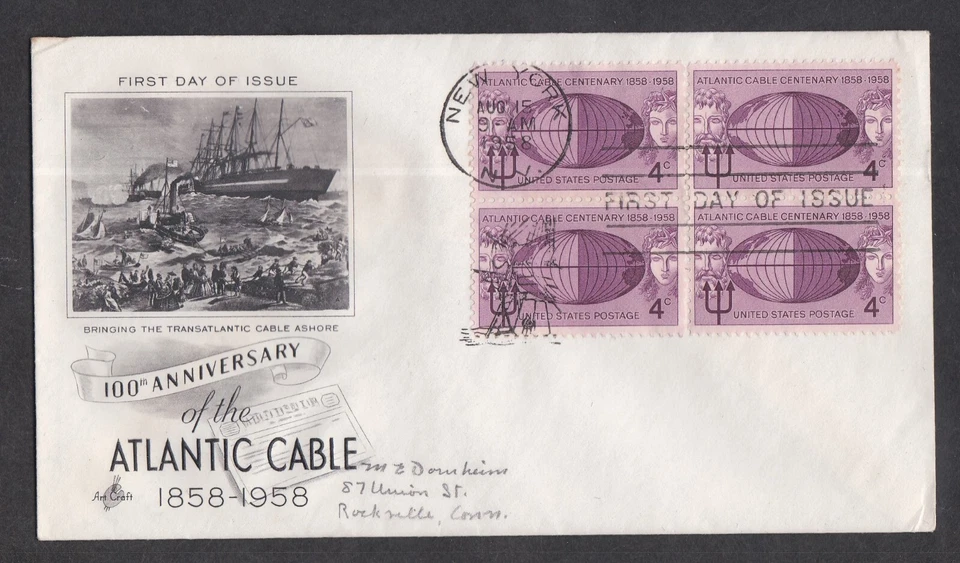 FIRST DAY OF ISSUE
BRINGING THE TRANSATLANTIC CABLE ASHORE
100th ANNIVERSARY
of the
ATLANTIC CABLE
1858-1958
Art Craft
NEW YORK
AUG 15
9-AM
1958
N.Y.
ATLANTIC CABLE CENTENARY 1858·1958
4c
UNITED STATES POSTAGE
ATLANTIC CABLE CENTENARY 1858·1958
4c
UNITED STATES POSTAGE
FIRST DAY OF ISSUE
ATLANTIC CABLE CENTENARY 1858·1958
4c
UNITED STATES POSTAGE
ATLANTIC CABLE CENTENARY 1858·1958
4c
UNITED STATES POSTAGE
M E Dornheim
87 Union St.
Rockville, Conn.